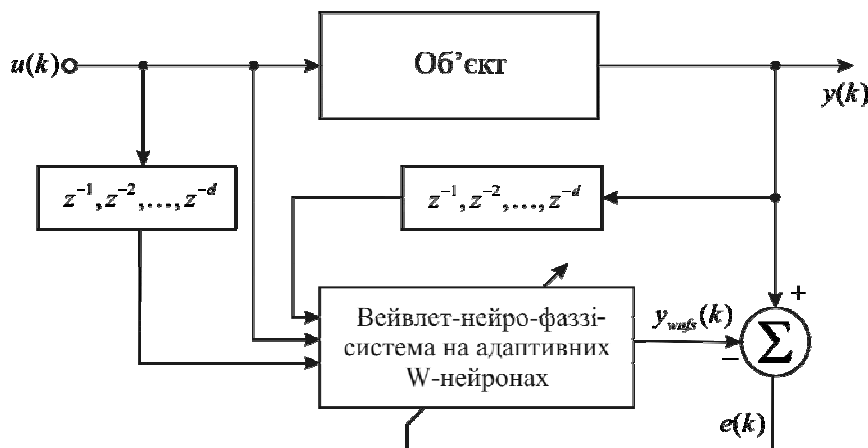 u(k)
Об’єкт
y(k)
z⁻¹, z⁻², ..., z⁻ᵈ
z⁻¹, z⁻², ..., z⁻ᵈ
Вейвлет-нейро-фаззі-
система на адаптивних
W-нейронах
y_wnfs(k)
+
−
Σ
e(k)